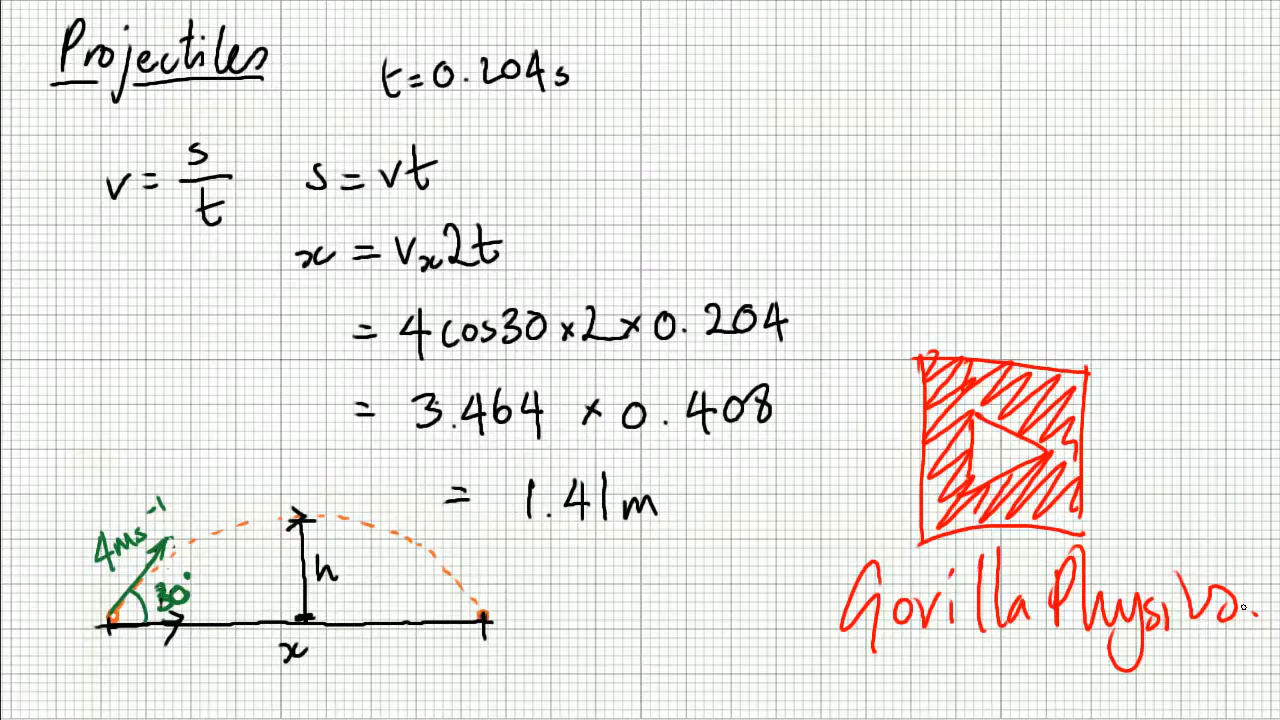 Projectiles
t = 0.204s
v = s/t
s = vt
x = vₓ2t
= 4cos30 × 2 × 0.204
= 3.464 × 0.408
= 1.41m
4ms⁻¹
30°
h
x
Gorilla Physics.